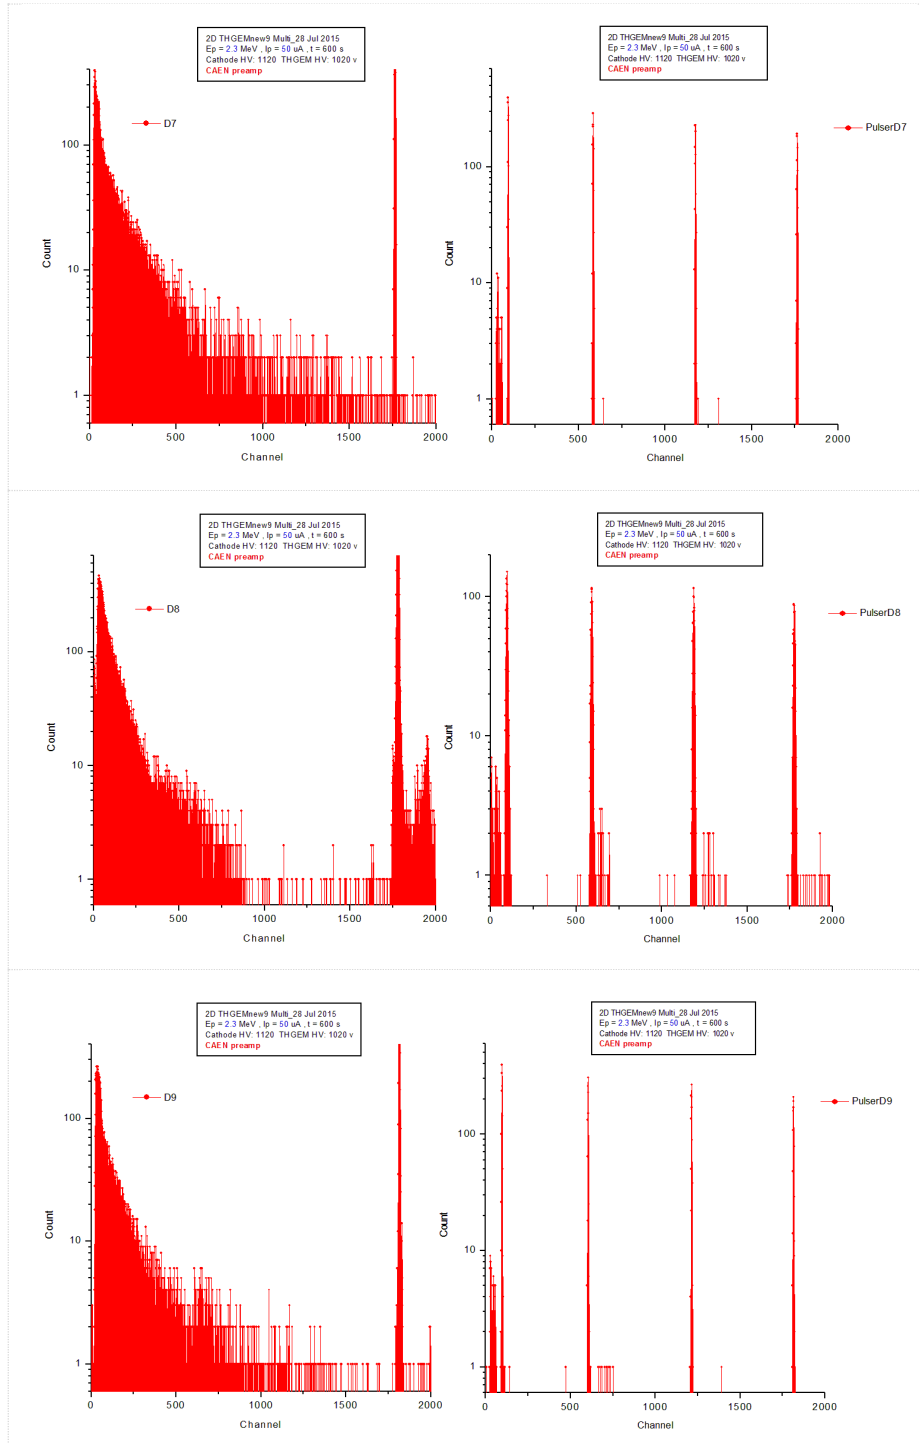 2D THGEMnew9 Multi_28 Jul 2015
Ep = 2.3 MeV , Ip = 50 uA , t = 600 s
Cathode HV: 1120 THGEM HV: 1020 v
CAEN preamp
D7
Count
100
10
1
0 500 1000 1500 2000
Channel
2D THGEMnew9 Multi_28 Jul 2015
Ep = 2.3 MeV , Ip = 50 uA , t = 600 s
Cathode HV: 1120 THGEM HV: 1020 v
CAEN preamp
PulserD7
Count
100
10
1
0 500 1000 1500 2000
Channel
2D THGEMnew9 Multi_28 Jul 2015
Ep = 2.3 MeV , Ip = 50 uA , t = 600 s
Cathode HV: 1120 THGEM HV: 1020 v
CAEN preamp
D8
Count
100
10
1
0 500 1000 1500 2000
Channel
2D THGEMnew9 Multi_28 Jul 2015
Ep = 2.3 MeV , Ip = 50 uA , t = 600 s
Cathode HV: 1120 THGEM HV: 1020 v
CAEN preamp
PulserD8
Count
100
10
1
0 500 1000 1500 2000
Channel
2D THGEMnew9 Multi_28 Jul 2015
Ep = 2.3 MeV , Ip = 50 uA , t = 600 s
Cathode HV: 1120 THGEM HV: 1020 v
CAEN preamp
D9
Count
100
10
1
0 500 1000 1500 2000
Channel
2D THGEMnew9 Multi_28 Jul 2015
Ep = 2.3 MeV , Ip = 50 uA , t = 600 s
Cathode HV: 1120 THGEM HV: 1020 v
CAEN preamp
PulserD9
Count
100
10
1
0 500 1000 1500 2000
Channel